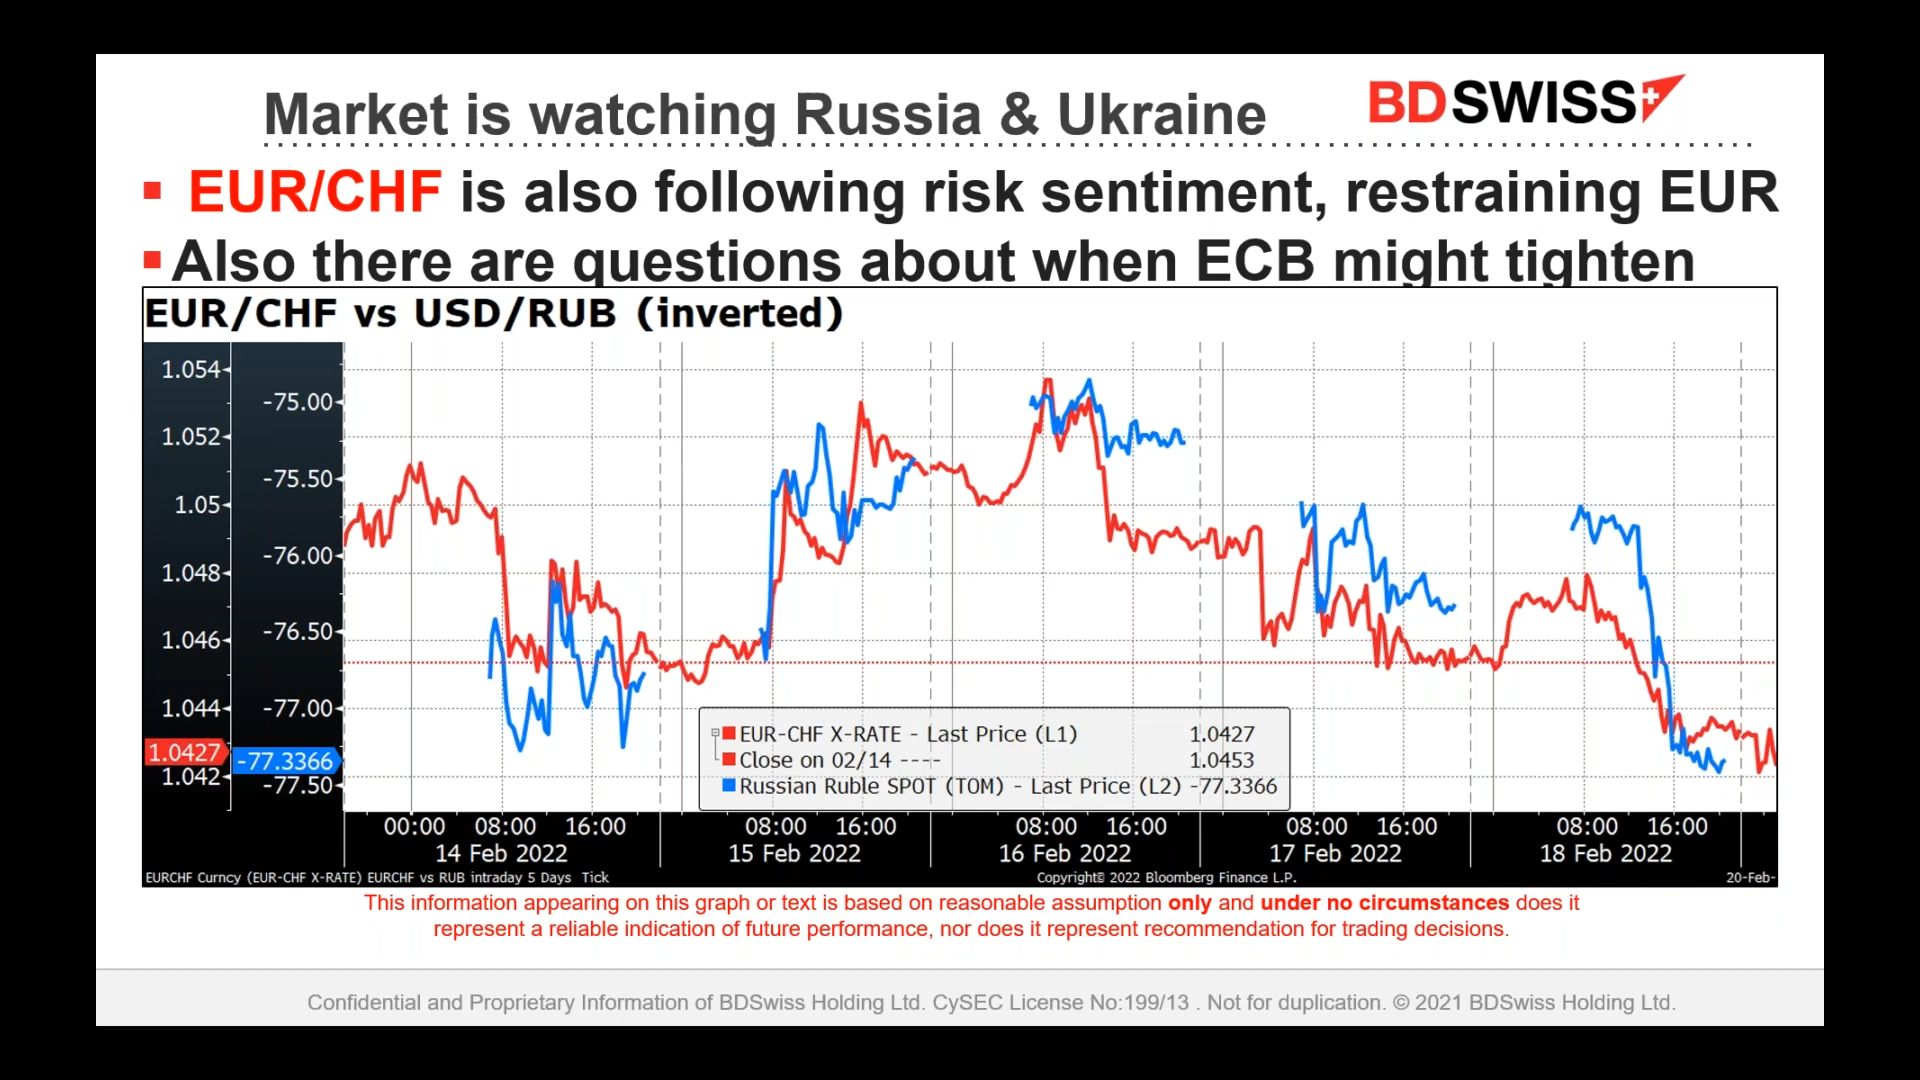 Market is watching Russia & Ukraine
BDSWISS
▪ EUR/CHF is also following risk sentiment, restraining EUR
▪ Also there are questions about when ECB might tighten
EUR/CHF vs USD/RUB (inverted)
1.054
1.052
1.05
1.048
1.046
1.044
1.0427
1.042
-75.00
-75.50
-76.00
-76.50
-77.00
-77.3366
-77.50
EUR-CHF X-RATE - Last Price (L1) 1.0427
Close on 02/14 ---- 1.0453
Russian Ruble SPOT (TOM) - Last Price (L2) -77.3366
00:00 08:00 16:00 08:00 16:00 08:00 16:00 08:00 16:00 08:00 16:00
14 Feb 2022 15 Feb 2022 16 Feb 2022 17 Feb 2022 18 Feb 2022
EURCHF Curncy (EUR-CHF X-RATE) EURCHF vs RUB intraday 5 Days Tick Copyright© 2022 Bloomberg Finance L.P. 20-Feb-
This information appearing on this graph or text is based on reasonable assumption only and under no circumstances does it
represent a reliable indication of future performance, nor does it represent recommendation for trading decisions.
Confidential and Proprietary Information of BDSwiss Holding Ltd. CySEC License No:199/13 . Not for duplication. © 2021 BDSwiss Holding Ltd.